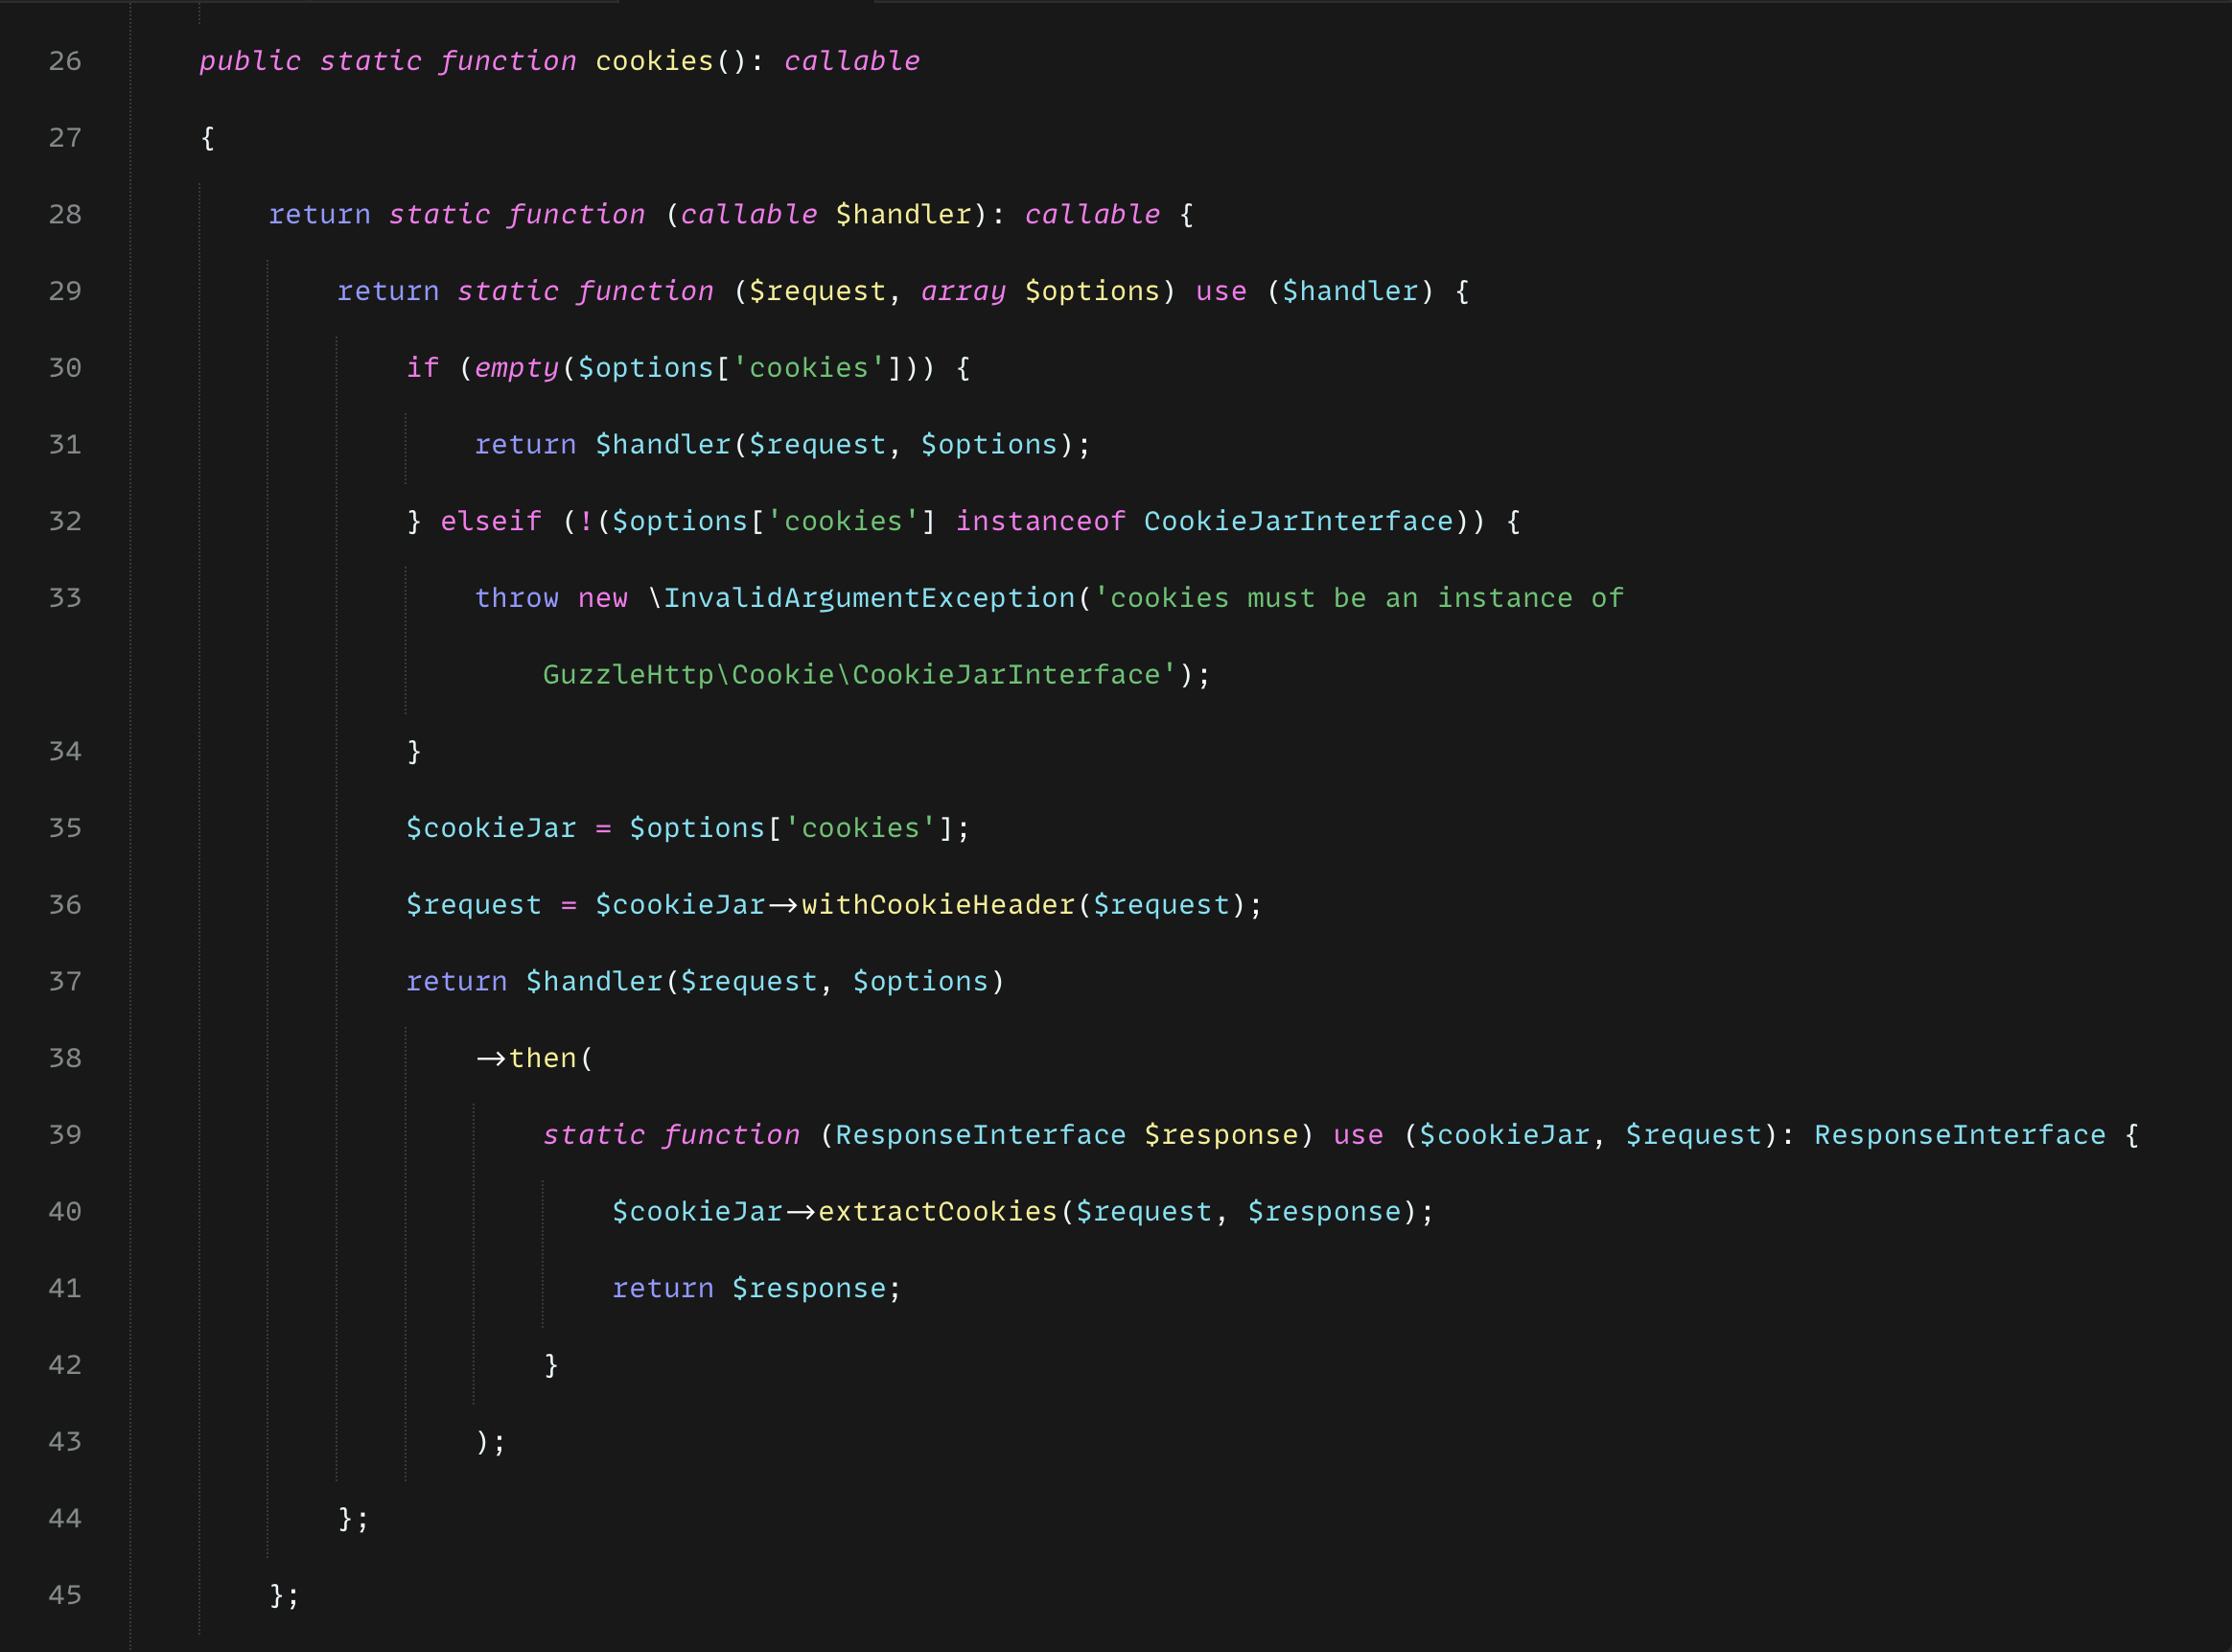 26 public static function cookies(): callable
27 {
28 return static function (callable $handler): callable {
29 return static function ($request, array $options) use ($handler) {
30 if (empty($options['cookies'])) {
31 return $handler($request, $options);
32 } elseif (!($options['cookies'] instanceof CookieJarInterface)) {
33 throw new \InvalidArgumentException('cookies must be an instance of
GuzzleHttp\Cookie\CookieJarInterface');
34 }
35 $cookieJar = $options['cookies'];
36 $request = $cookieJar->withCookieHeader($request);
37 return $handler($request, $options)
38 ->then(
39 static function (ResponseInterface $response) use ($cookieJar, $request): ResponseInterface {
40 $cookieJar->extractCookies($request, $response);
41 return $response;
42 }
43 );
44 };
45 };